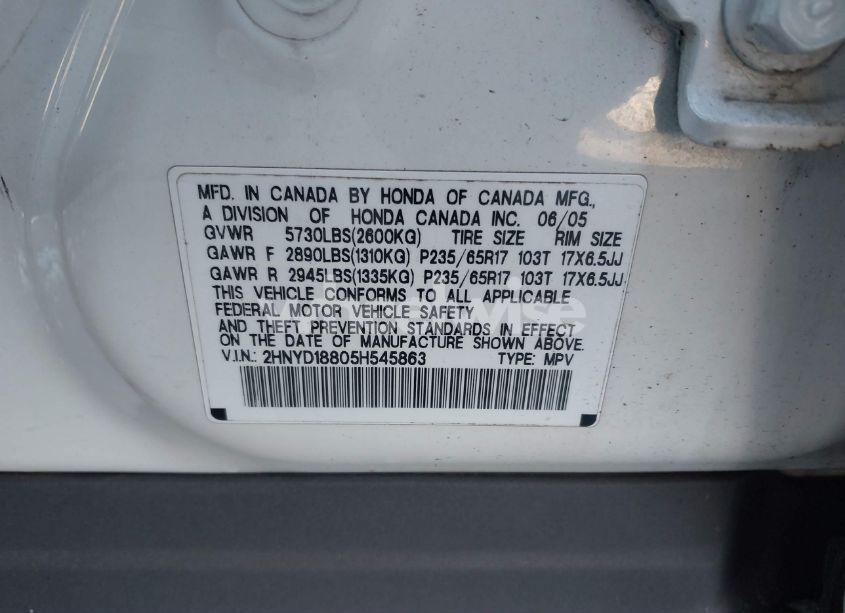 MFD. IN CANADA BY HONDA OF CANADA MFG.,
A DIVISION OF HONDA CANADA INC. 06/05
GVWR 5730LBS(2600KG) TIRE SIZE RIM SIZE
GAWR F 2890LBS(1310KG) P235/65R17 103T 17X6.5JJ
GAWR R 2945LBS(1335KG) P235/65R17 103T 17X6.5JJ
THIS VEHICLE CONFORMS TO ALL APPLICABLE
FEDERAL MOTOR VEHICLE SAFETY
AND THEFT PREVENTION STANDARDS IN EFFECT
ON THE DATE OF MANUFACTURE SHOWN ABOVE.
V.I.N.: 2HNYD18805H545863 TYPE: MPV